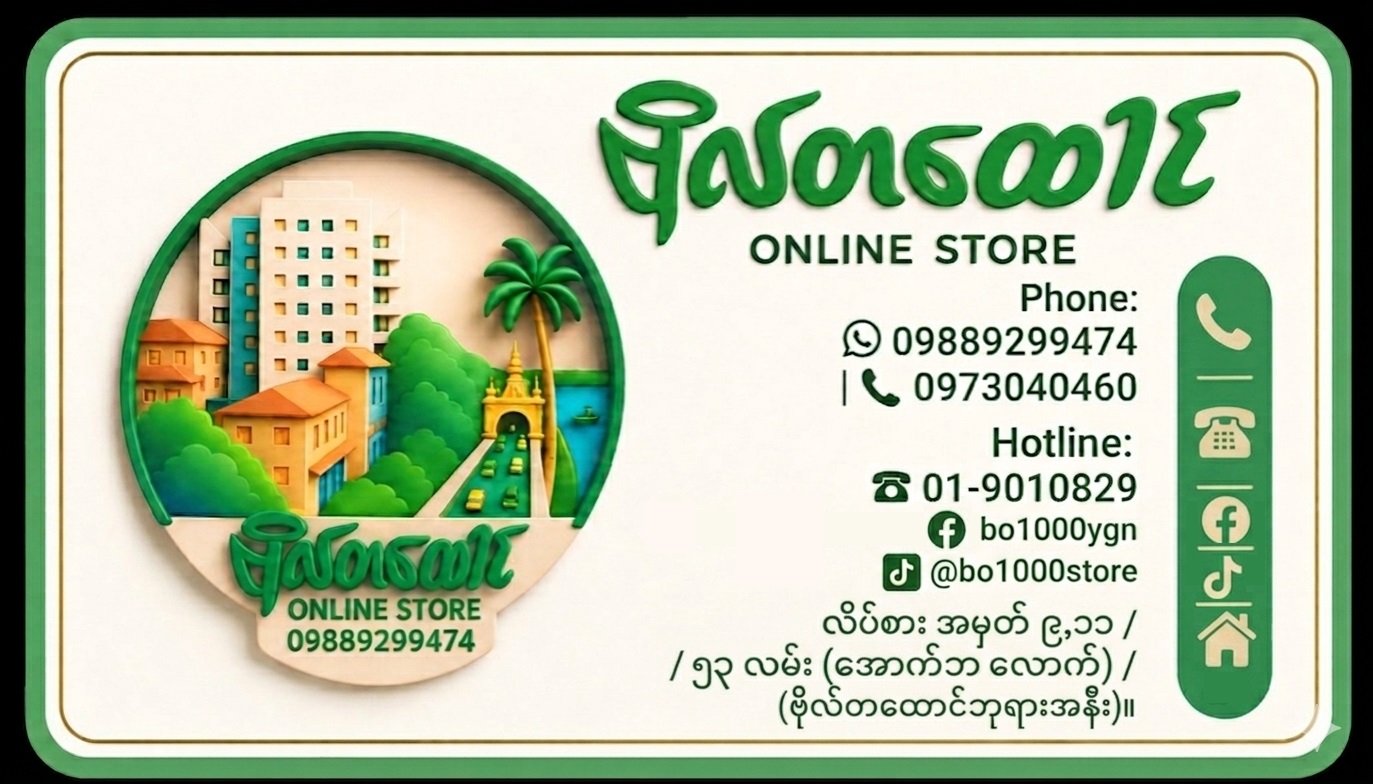 ဗိုလ်တထောင်
ONLINE STORE
Phone:
09889299474
| 0973040460
Hotline:
01-9010829
bo1000ygn
@bo1000store
လိပ်စား အမှတ် ၉,၁၁ /
/ ၅၃ လမ်း (အောက်ဘ လောက်) /
(ဗိုလ်တထောင်ဘုရားအနီး)။
ဗိုလ်တထောင်
ONLINE STORE
09889299474